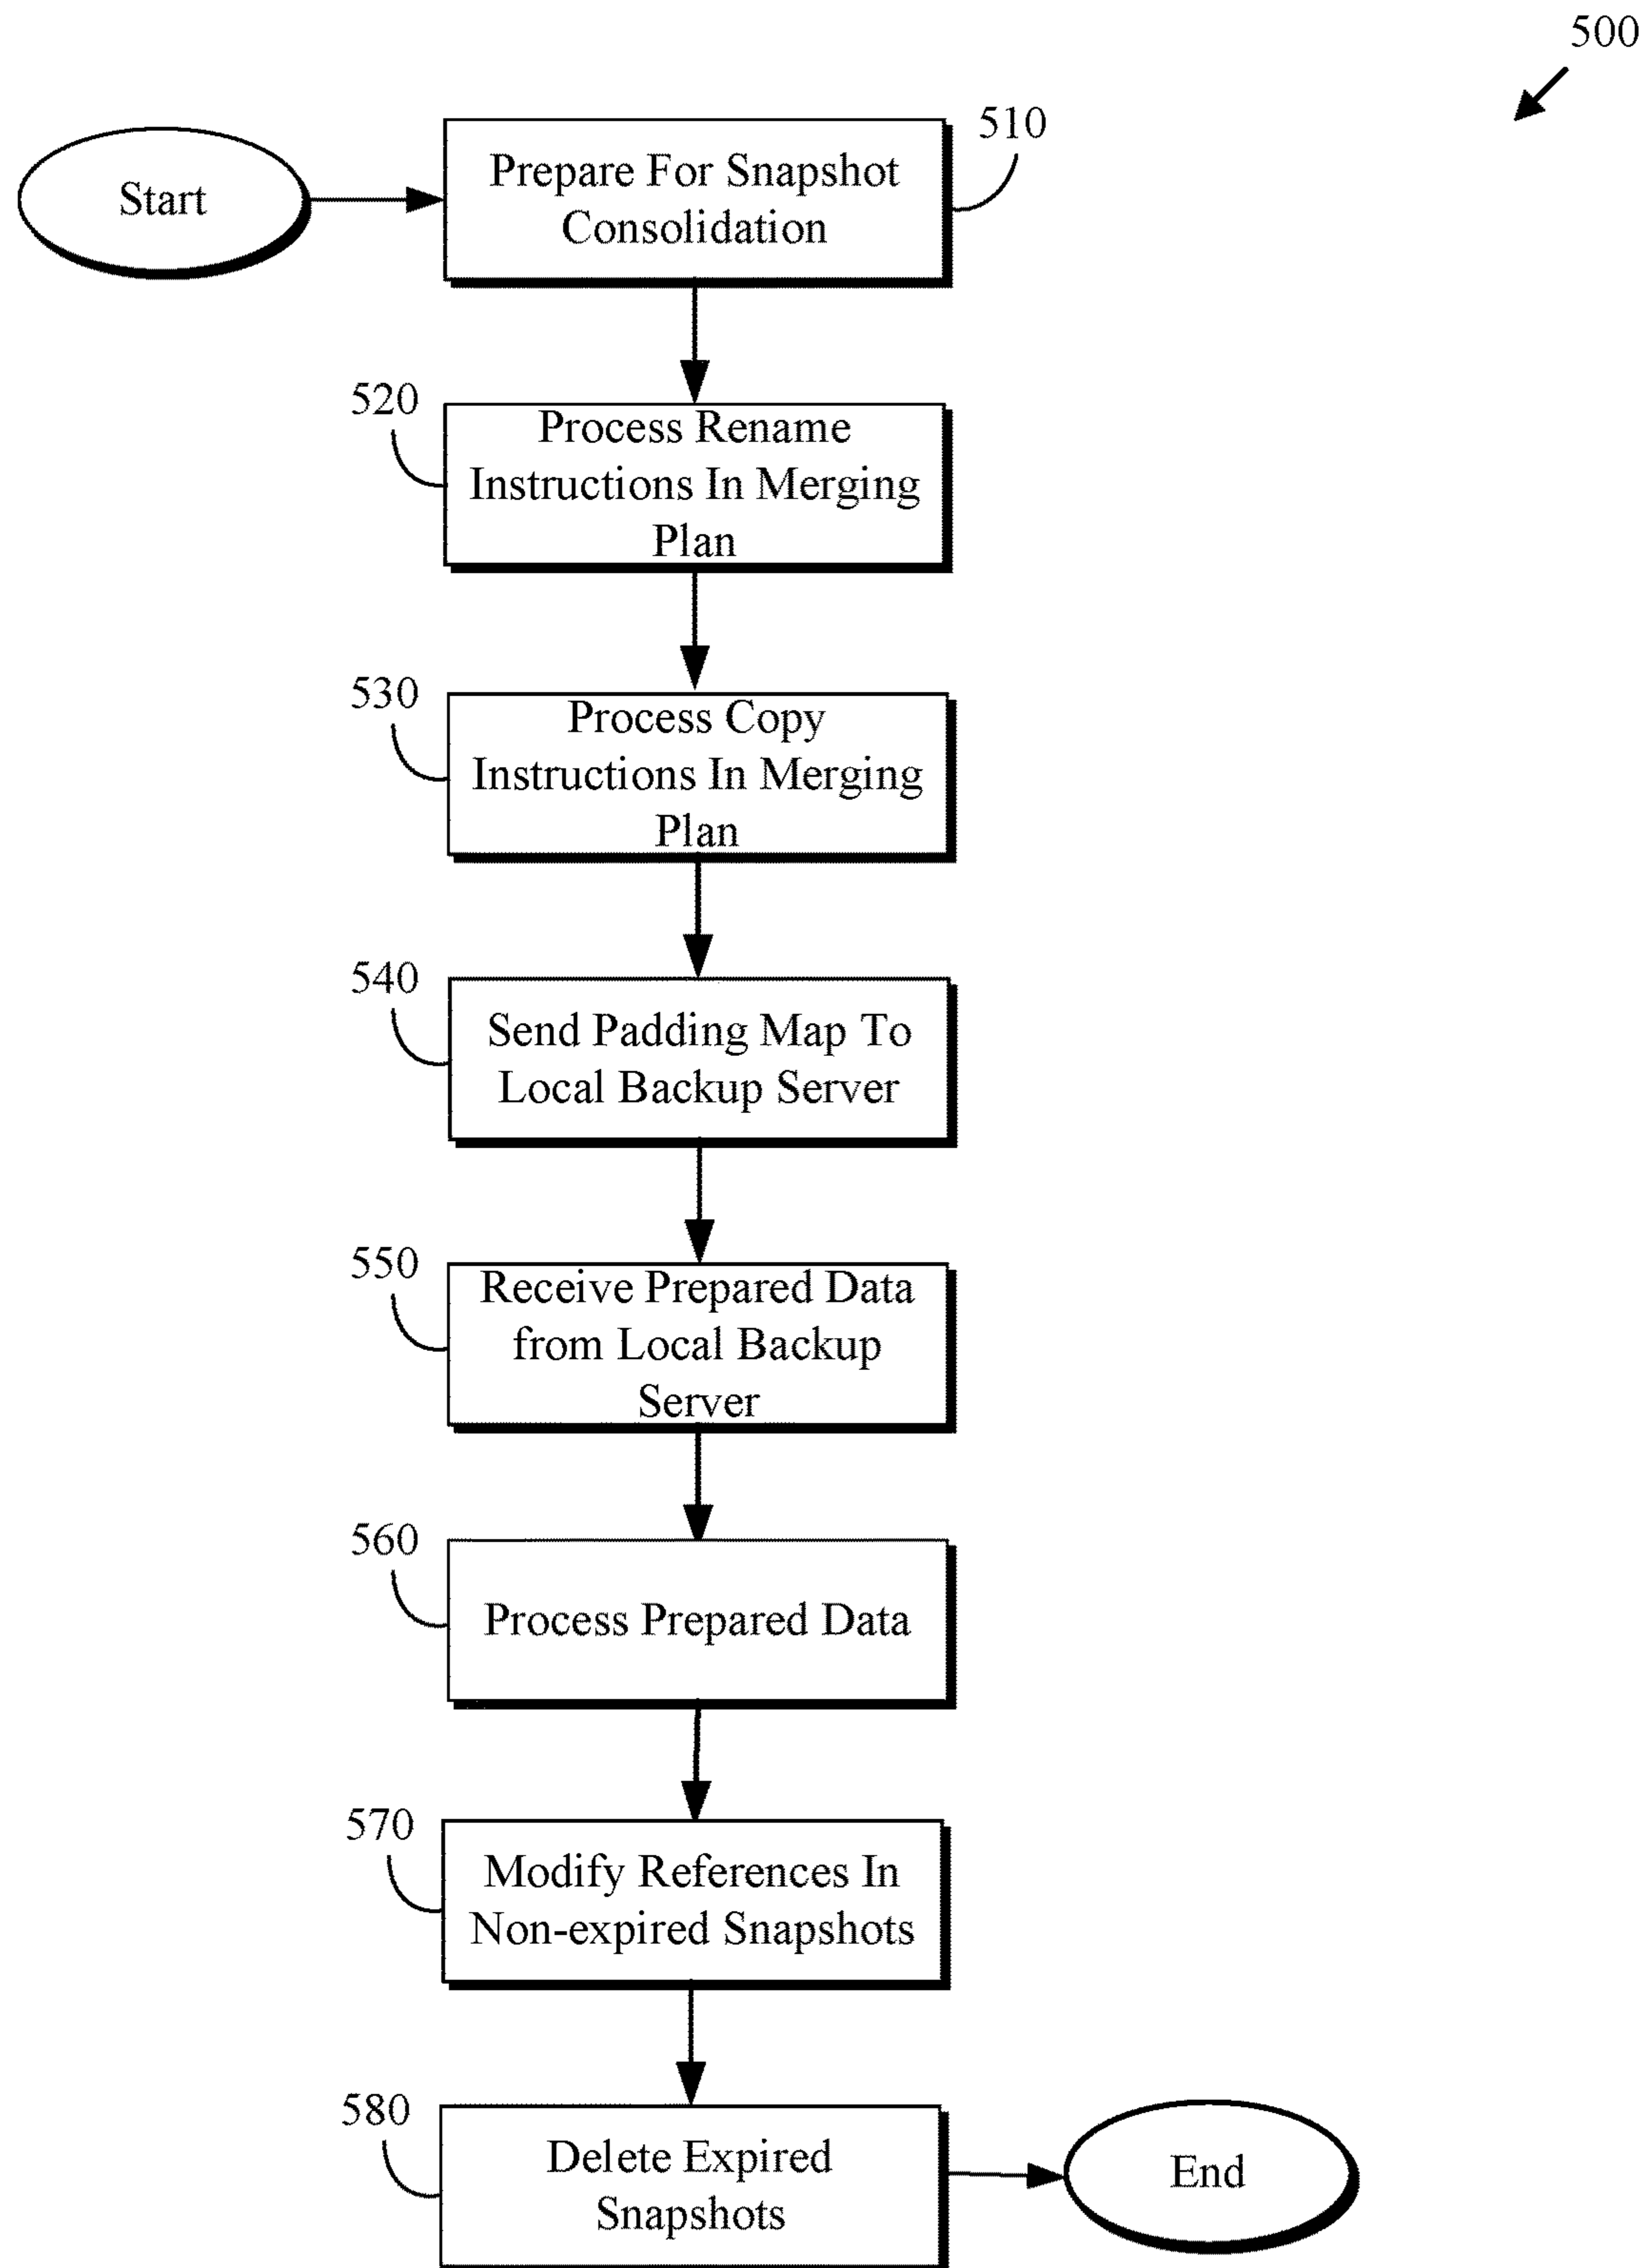 500
510
Start
Prepare For Snapshot
Consolidation
520
Process Rename
Instructions In Merging
Plan
530
Process Copy
Instructions In Merging
Plan
540
Send Padding Map To
Local Backup Server
550
Receive Prepared Data
from Local Backup
Server
560
Process Prepared Data
570
Modify References In
Non-expired Snapshots
580
Delete Expired
Snapshots
End